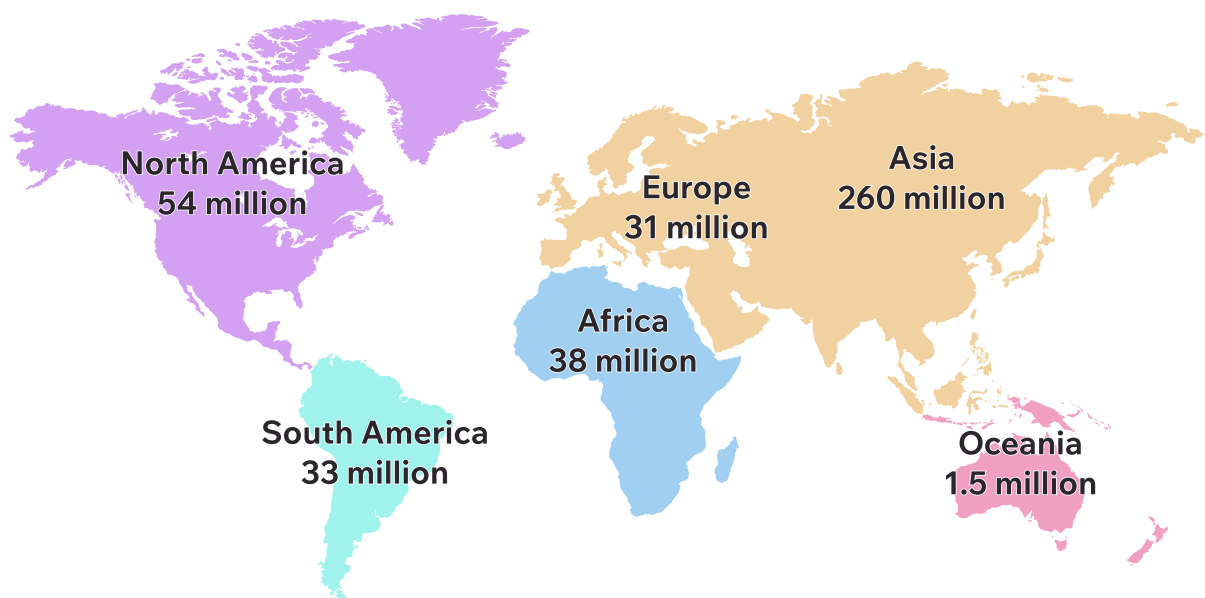 North America
54 million
Europe
31 million
Asia
260 million
Africa
38 million
South America
33 million
Oceania
1.5 million